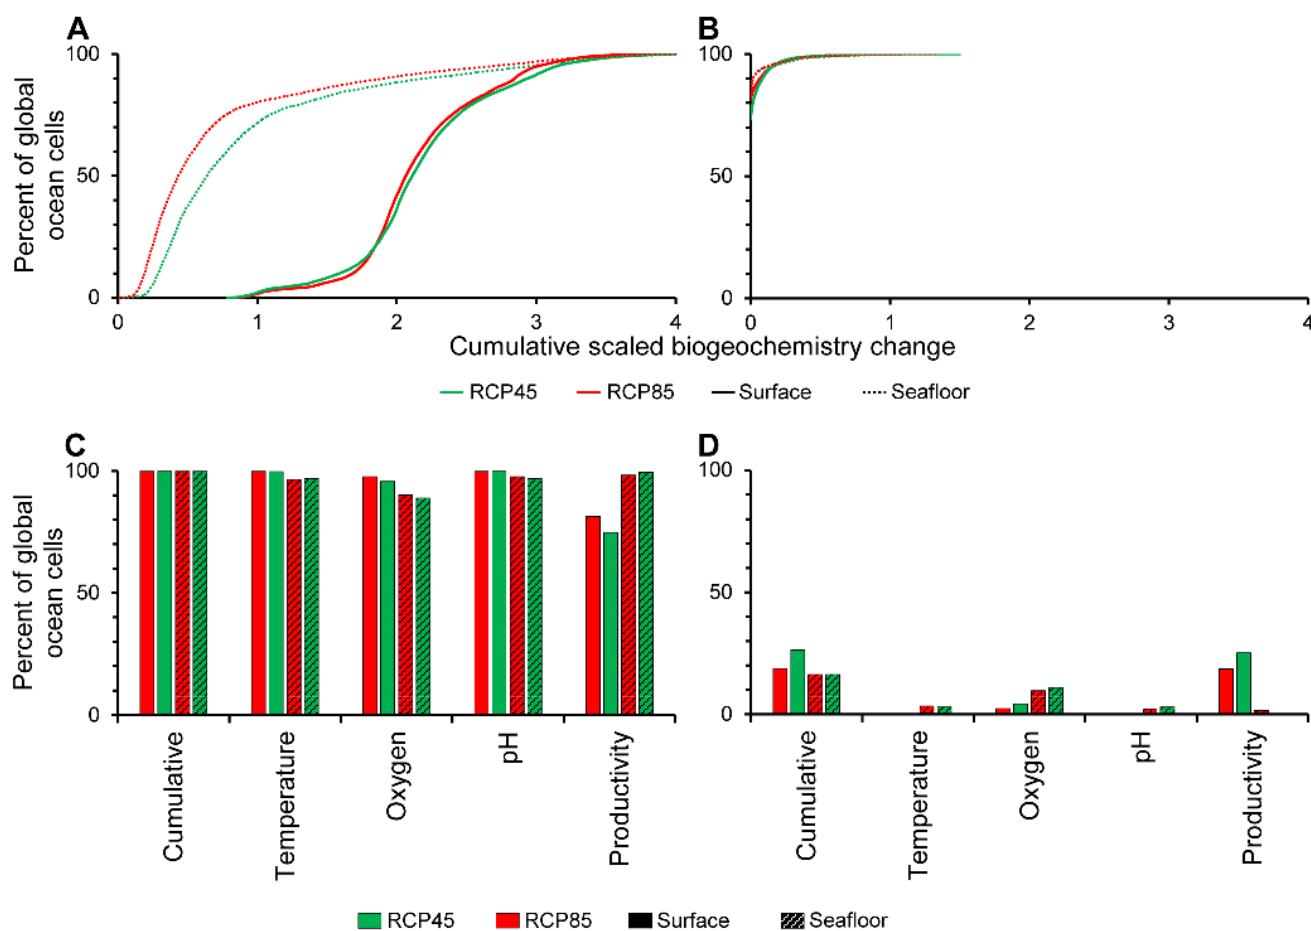 A
B
Percent of global
ocean cells
100
50
0
0 1 2 3 4
100
50
0
0 1 2 3 4
Cumulative scaled biogeochemistry change
RCP45 RCP85 Surface Seafloor
C
D
Percent of global
ocean cells
100
50
0
Cumulative
Temperature
Oxygen
pH
Productivity
100
50
0
Cumulative
Temperature
Oxygen
pH
Productivity
RCP45 RCP85 Surface Seafloor